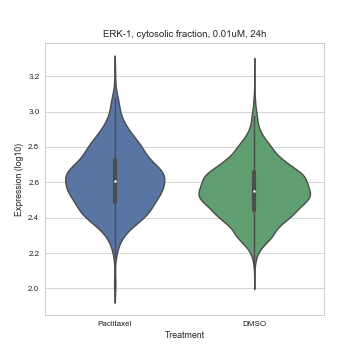 ERK-1, cytosolic fraction, 0.01uM, 24h
3.2
3.0
2.8
2.6
2.4
2.2
2.0
Expression (log10)
Paclitaxel
DMSO
Treatment